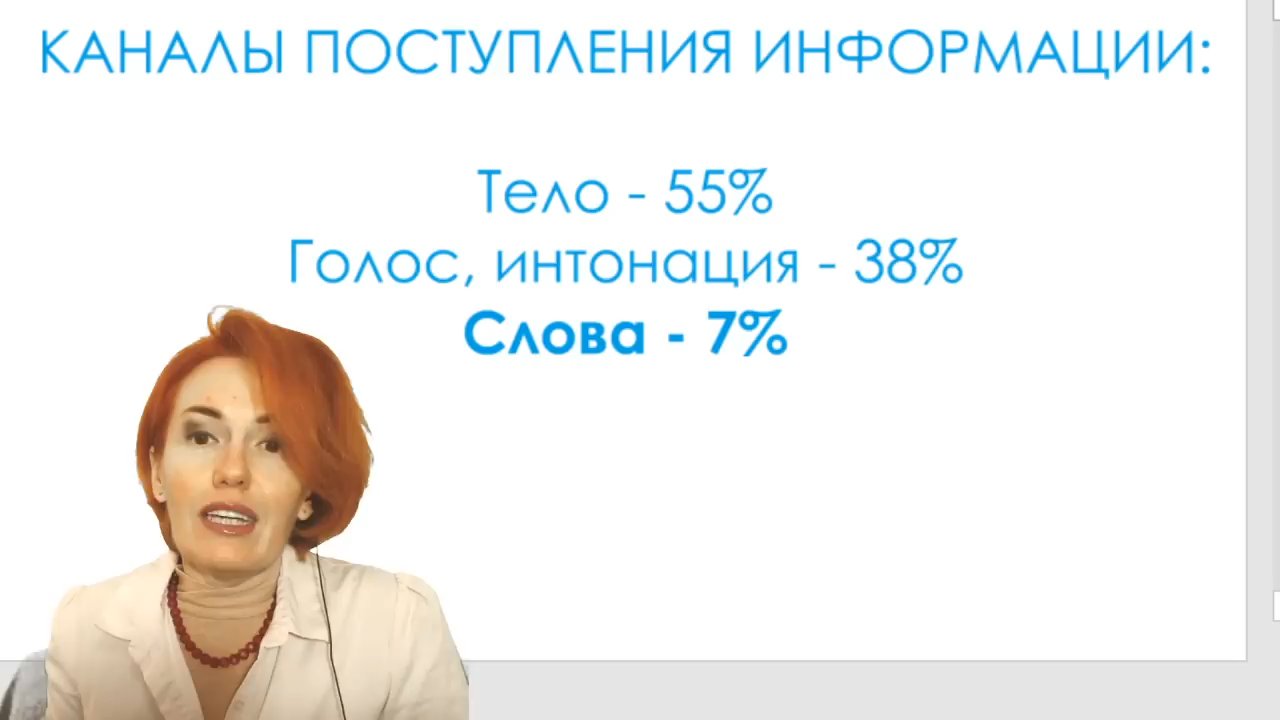 КАНАЛЫ ПОСТУПЛЕНИЯ ИНФОРМАЦИИ:
Тело - 55%
Голос, интонация - 38%
Слова - 7%